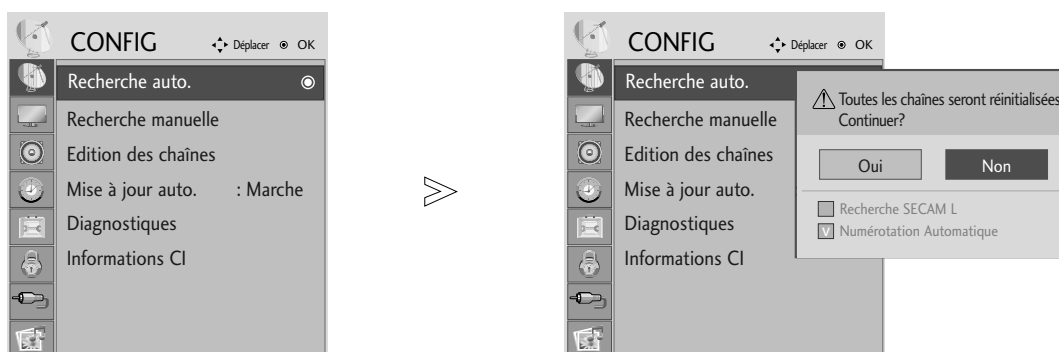 CONFIG
Déplacer OK
Recherche auto.
Recherche manuelle
Edition des chaînes
Mise à jour auto. : Marche
Diagnostiques
Informations CI
CONFIG
Déplacer OK
Recherche auto.
Recherche manuelle
Edition des chaînes
Mise à jour auto.
Diagnostiques
Informations CI
Toutes les chaînes seront réinitialisées
Continuer?
Oui Non
Recherche SECAM L
V Numérotation Automatique